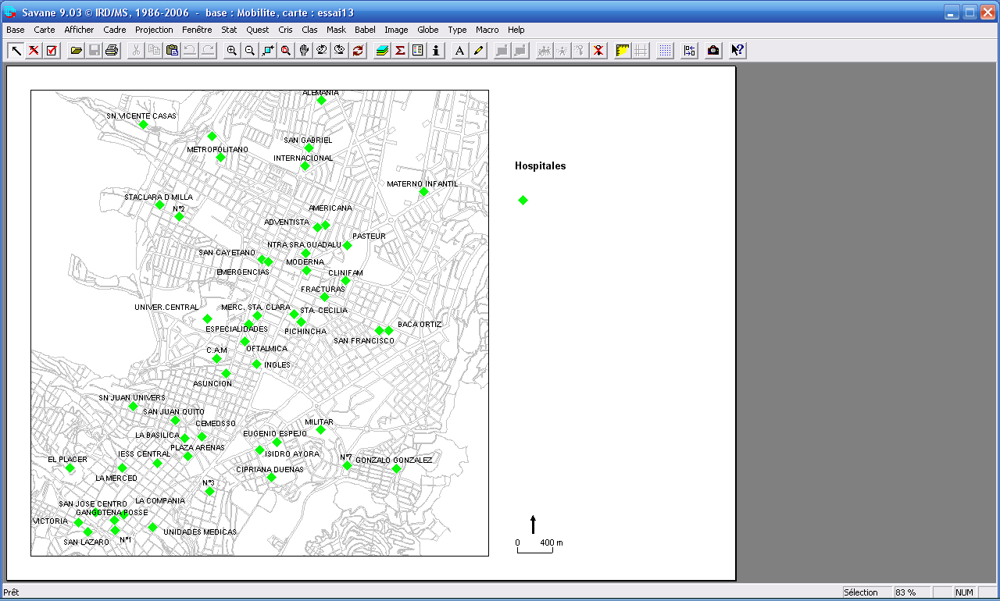 Savane 9.03 © IRD/MS, 1986-2006 - base : Mobilite, carte : essai13
Base Carte Afficher Cadre Projection Fenêtre Stat Quest Cris Clas Mask Babel Image Globe Type Macro Help
ALEMANIA
SN.VICENTE CASAS
SAN GABRIEL
METROPOLITANO
INTERNACIONAL
Hospitales
MATERNO INFANTIL
STACLARA D MILLA
Nº2
AMERICANA
ADVENTISTA
PASTEUR
NTRA.SRA.GUADALU
SAN CAYETANO
MODERNA
EMERGENCIAS
CLINIFAM
FRACTURAS
UNIVER.CENTRAL
MERC. STA. CLARA
STA. CECILIA
ESPECIALIDADES
PICHINCHA
BACA ORTIZ
SAN FRANCISCO
C.A.M
OFTALMICA
INGLES
ASUNCION
SN JUAN UNIVERS
SAN JUAN QUITO
CEMEDSSO
MILITAR
LA BASILICA
EUGENIO ESPEJO
PLAZA ARENAS
IESS CENTRAL
ISIDRO AYORA
EL PLACER
Nº7
GONZALO GONZALEZ
LA MERCED
CIPRIANA DUENAS
Nº3
LA COMPANIA
SAN JOSE CENTRO
GANGOTENA POSSE
VICTORIA
UNIDADES MEDICAS
SAN LAZARO
Nº1
0 400 m
Prêt
Sélection
83 %
NUM